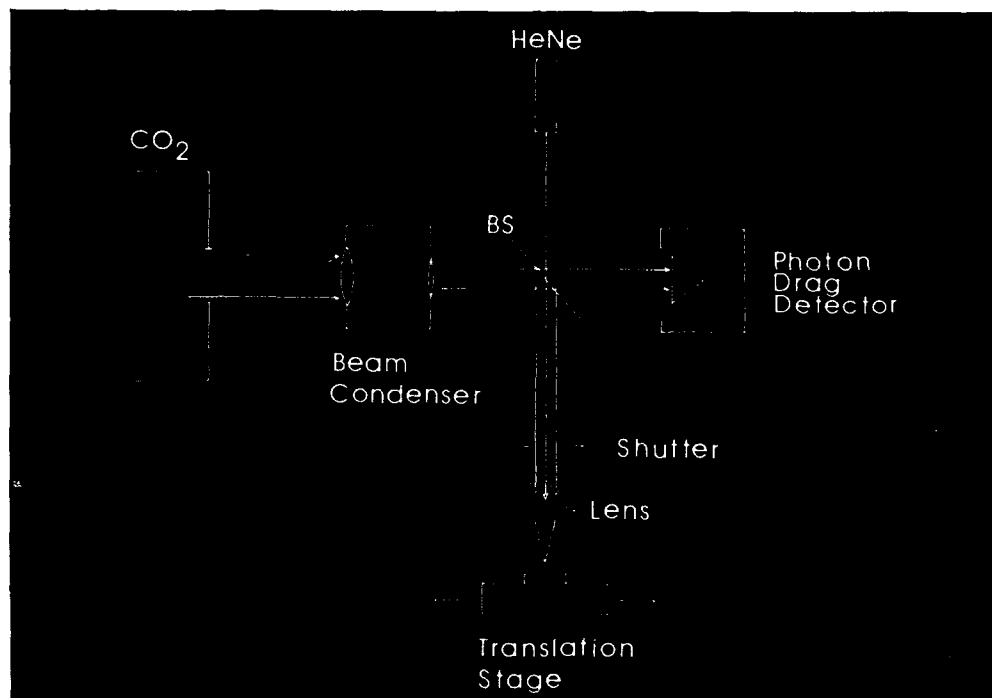 HeNe
CO2
BS
Photon
Drag
Detector
Beam
Condenser
Shutter
Lens
Translation
Stage